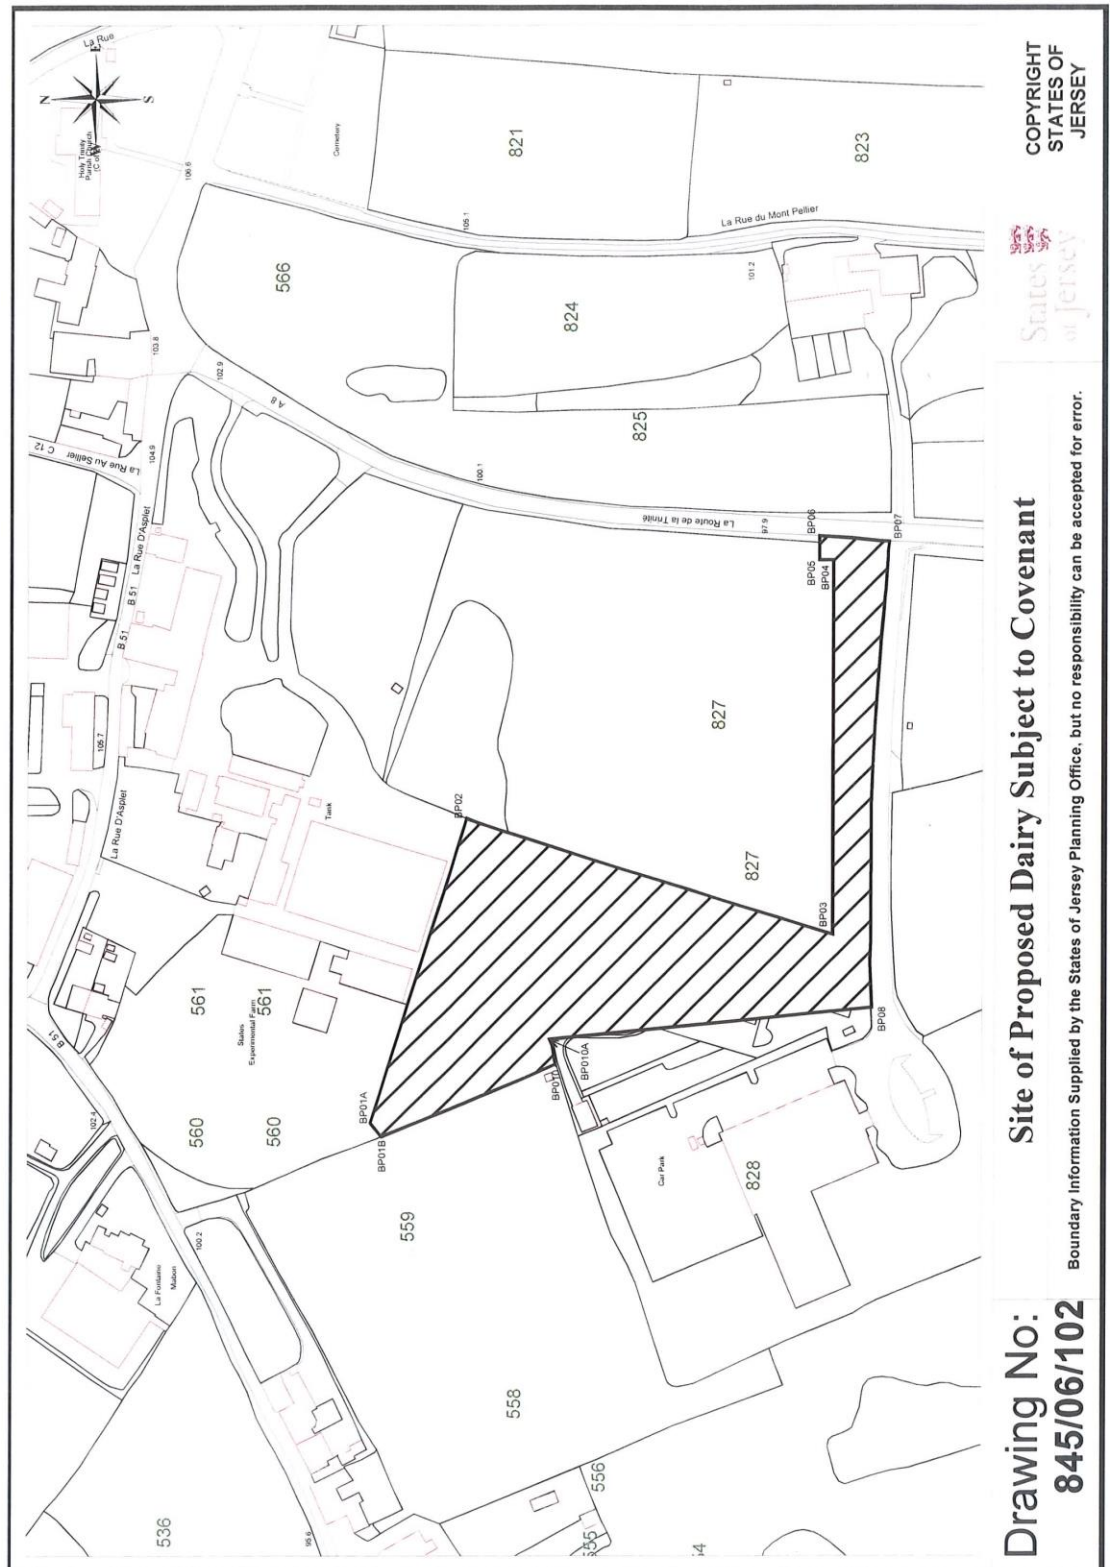 La Rue
N
E
S
W
Holy Trinity
Parish Church
(C of E)
106.6
Cemetery
821
823
566
105.1
La Rue du Mont Pellier
101.2
824
103.8
102.9
A 8
825
C 12
La Rue Au Sellier
104.9
100.1
La Rue D'Asplet
B 51
B 51
La Route de la Trinité
97.9
BP06
BP07
BP05
BP04
827
105.7
La Rue D'Asplet
Tank
BP02
827
BP03
561
561
States
Experimental Farm
B 51
BP08
BP010
BP010A
BP01A
BP01B
102.4
560
560
Car Park
828
559
100.2
La Fontaine
558
556
536
95.6
Site of Proposed Dairy Subject to Covenant
Boundary Information Supplied by the States of Jersey Planning Office, but no responsibility can be accepted for error.
States
of Jersey
COPYRIGHT
STATES OF
JERSEY
Drawing No:
845/06/102